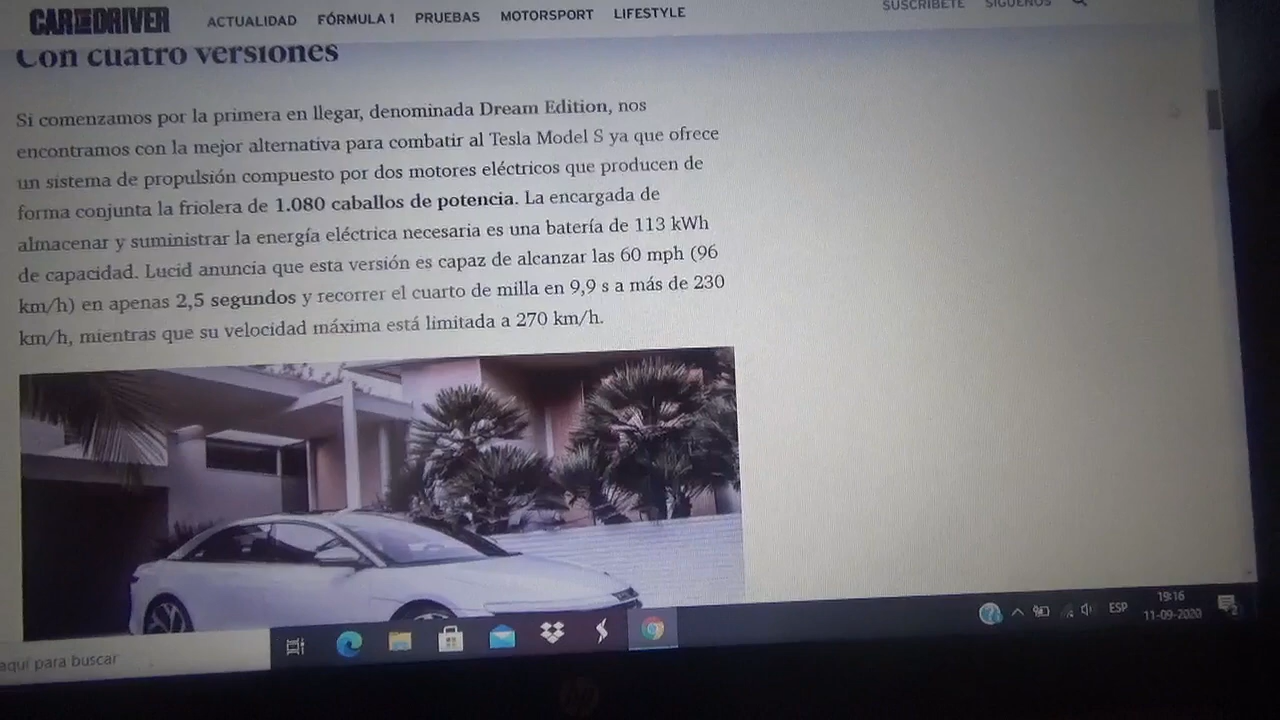 CAR AND DRIVER
ACTUALIDAD FÓRMULA 1 PRUEBAS MOTORSPORT LIFESTYLE
SUSCRÍBETE SÍGUENOS
Con cuatro versiones
Si comenzamos por la primera en llegar, denominada Dream Edition, nos
encontramos con la mejor alternativa para combatir al Tesla Model S ya que ofrece
un sistema de propulsión compuesto por dos motores eléctricos que producen de
forma conjunta la friolera de 1.080 caballos de potencia. La encargada de
almacenar y suministrar la energía eléctrica necesaria es una batería de 113 kWh
de capacidad. Lucid anuncia que esta versión es capaz de alcanzar las 60 mph (96
km/h) en apenas 2,5 segundos y recorrer el cuarto de milla en 9,9 s a más de 230
km/h, mientras que su velocidad máxima está limitada a 270 km/h.
aquí para buscar
ESP
19:16
11-09-2020
2
hp